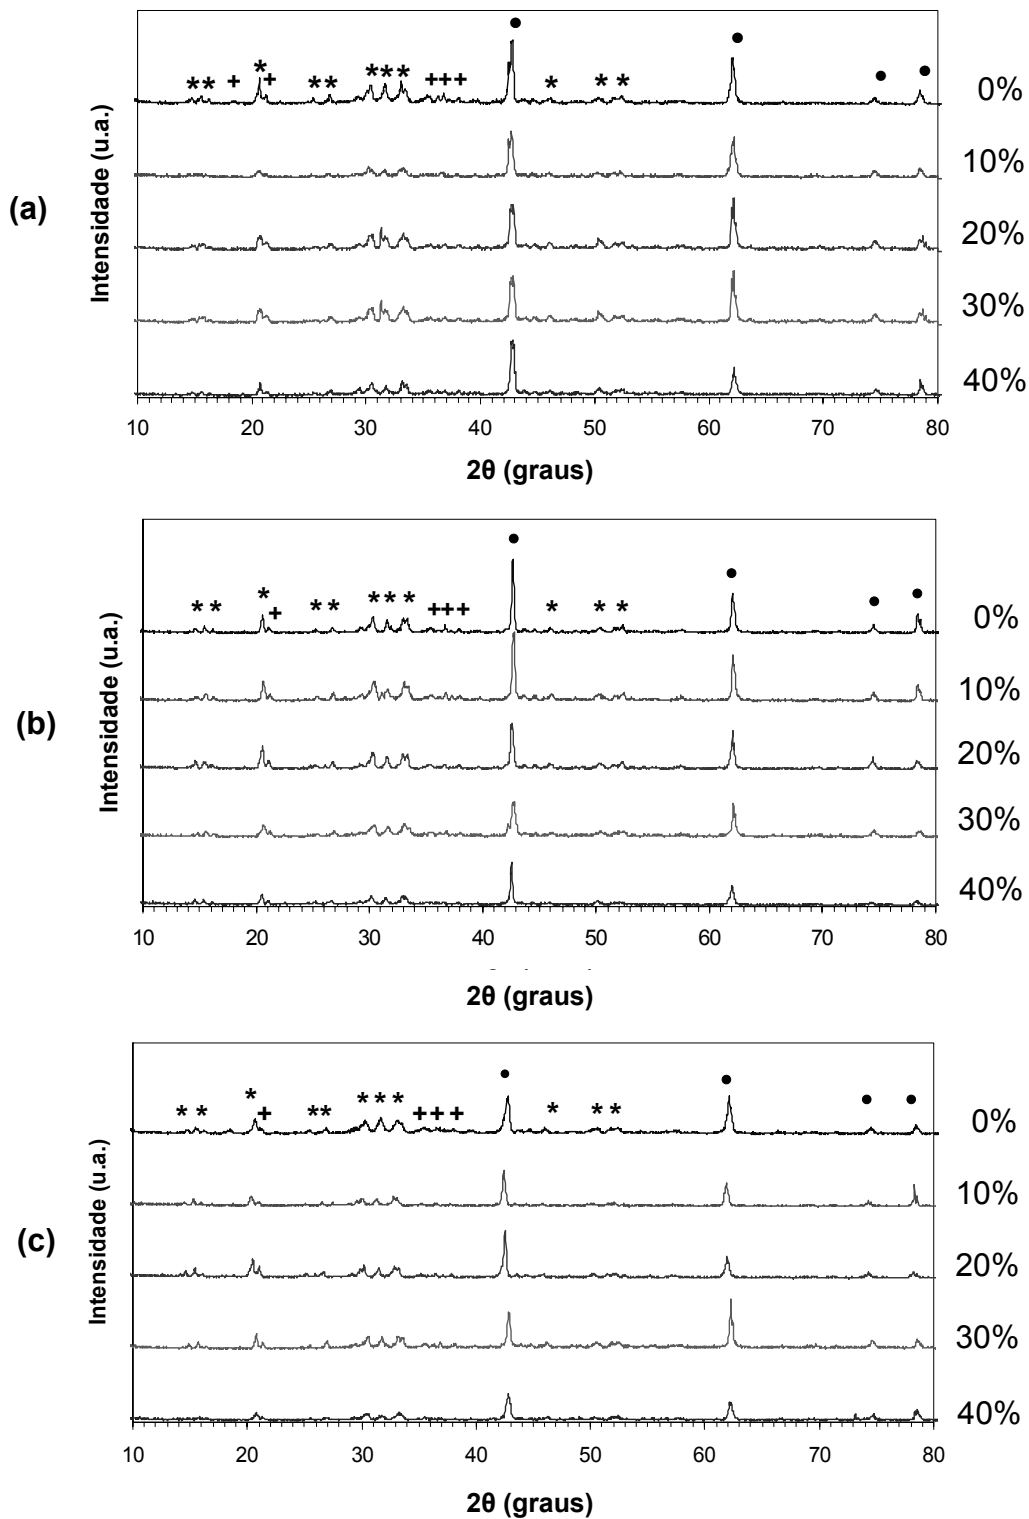 ** + * + ** * * * +++ * * * 0%
10%
(a)
Intensidade (u.a.)
20%
30%
40%
10 20 30 40 50 60 70 80
2θ (graus)
* * * + * * * * * +++ * * * 0%
10%
(b)
Intensidade (u.a.)
20%
30%
40%
10 20 30 40 50 60 70 80
2θ (graus)
* * * + ** * * * +++ * * * 0%
10%
(c)
Intensidade (u.a.)
20%
30%
40%
10 20 30 40 50 60 70 80
2θ (graus)